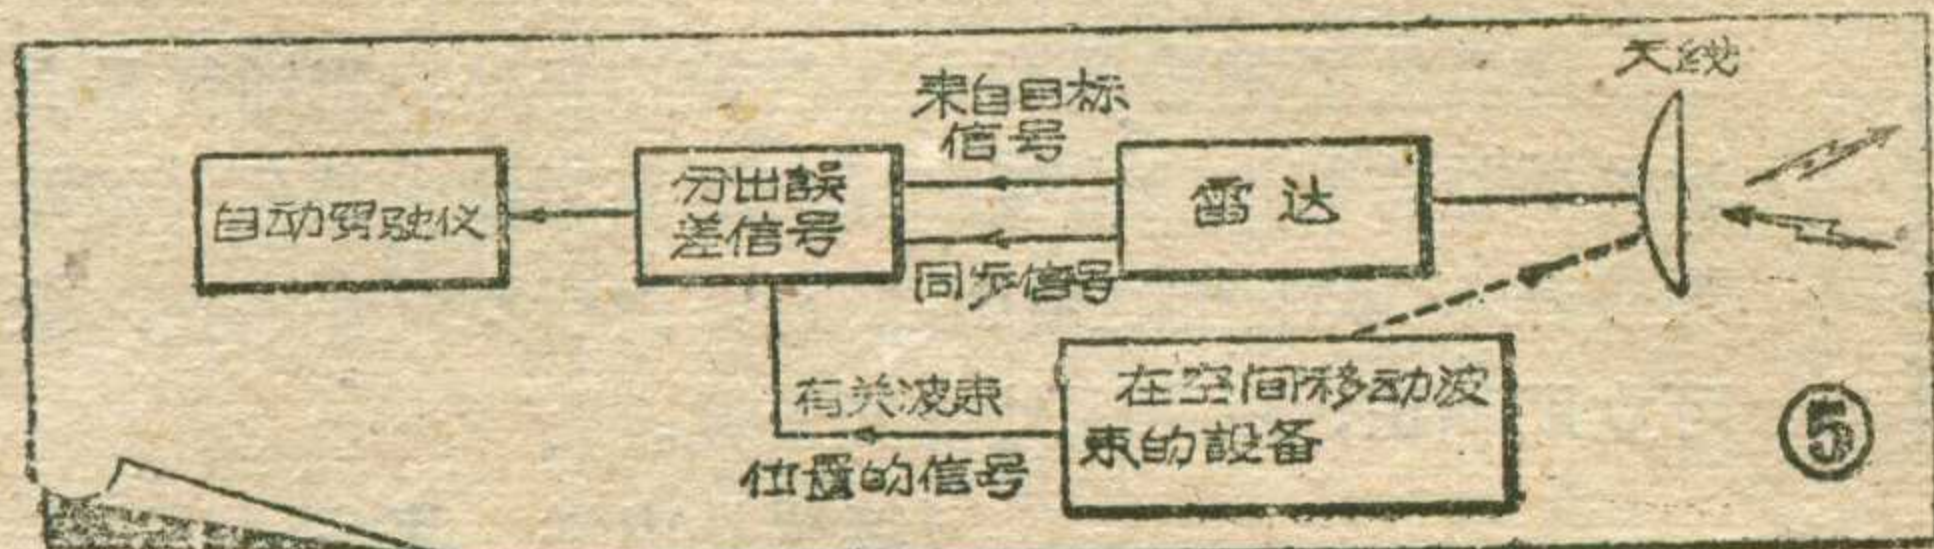 天线
来自目标
信号
自动驾驶仪
分出誤
差信号
雷达
同步信号
有关波束
位置的信号
在空间移动波
束的設备
⑤